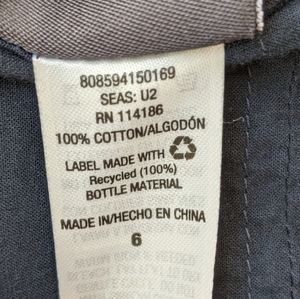 808594150169
SEAS: U2
RN 114186
100% COTTON/ALGODÓN
LABEL MADE WITH
Recycled (100%)
BOTTLE MATERIAL
MADE IN/HECHO EN CHINA
6